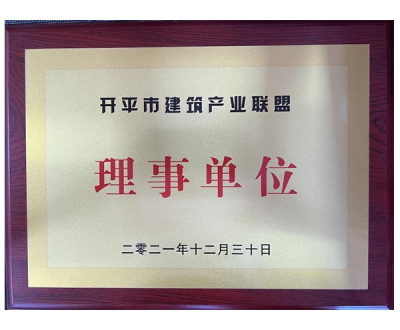 开平市建筑产业联盟
理事单位
二零二一年十二月三十日